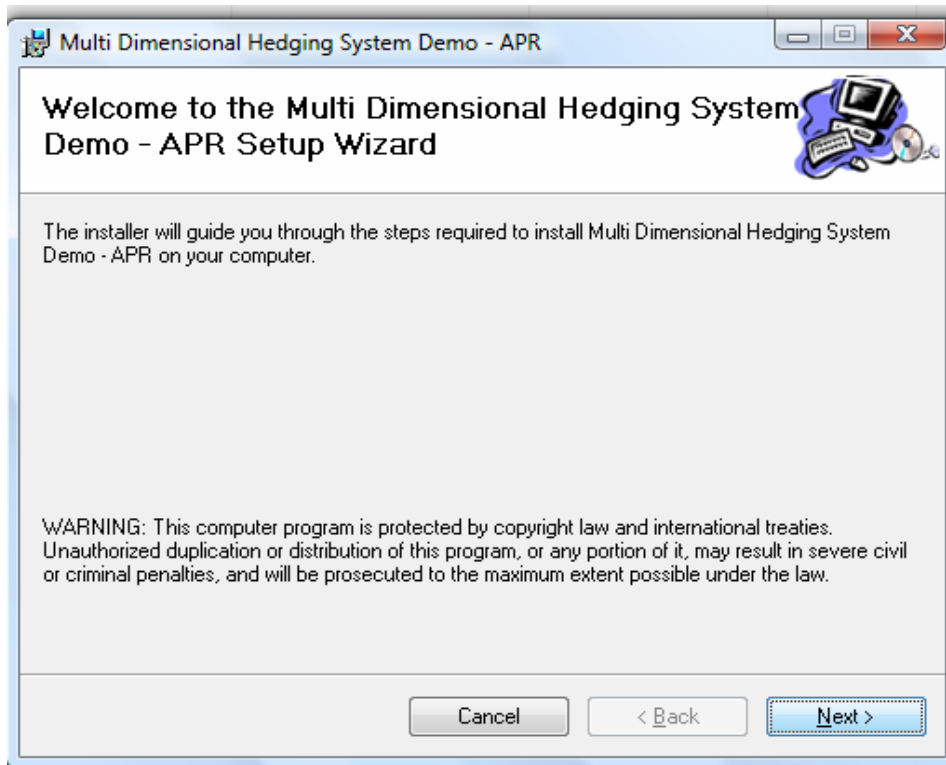 Multi Dimensional Hedging System Demo - APR
Welcome to the Multi Dimensional Hedging System
Demo - APR Setup Wizard
The installer will guide you through the steps required to install Multi Dimensional Hedging System
Demo - APR on your computer.
WARNING: This computer program is protected by copyright law and international treaties.
Unauthorized duplication or distribution of this program, or any portion of it, may result in severe civil
or criminal penalties, and will be prosecuted to the maximum extent possible under the law.
Cancel < Back Next >